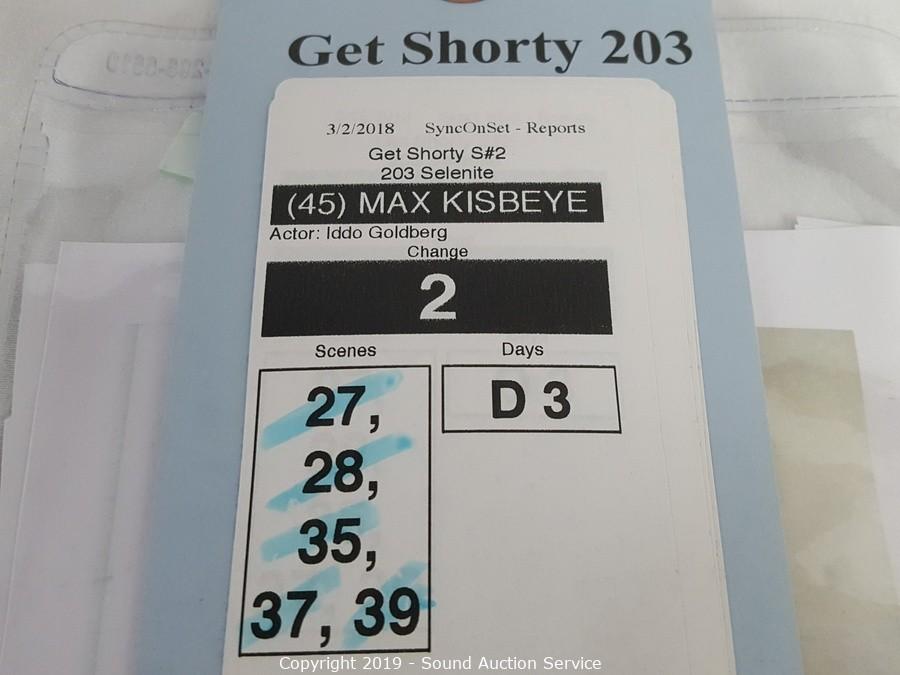 Get Shorty 203
3/2/2018 SyncOnSet - Reports
Get Shorty S#2
203 Selenite
(45) MAX KISBEYE
Actor: Iddo Goldberg
Change
2
Scenes Days
27, D 3
28,
35,
37, 39
Copyright 2019 - Sound Auction Service